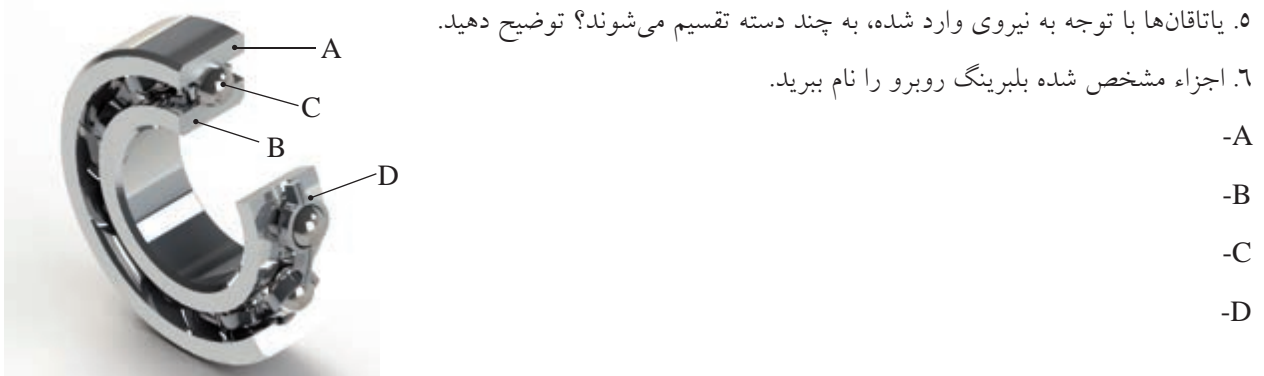 ۵. یاتاقان‌ها با توجه به نیروی وارد شده، به چند دسته تقسیم می‌شوند؟ توضیح دهید.
۶. اجزاء مشخص شده بلبرینگ روبرو را نام ببرید.
A
C
B
D
-A
-B
-C
-D